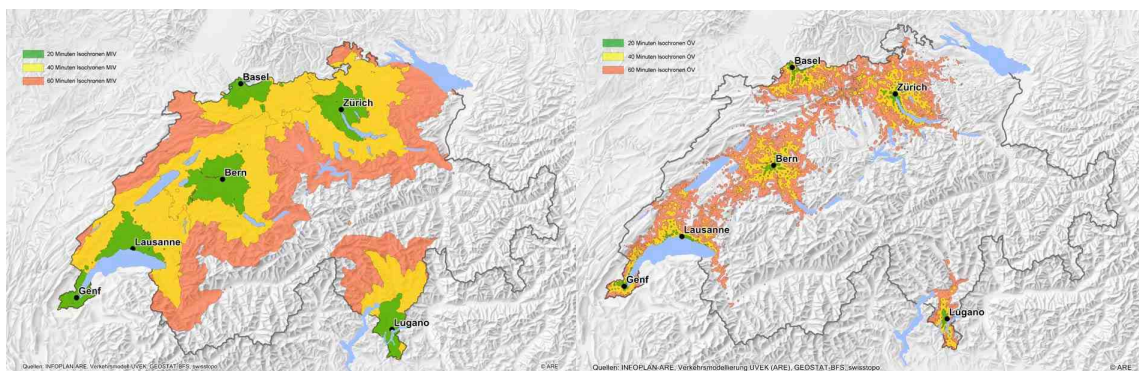 20 Minuten Isochronen MIV
40 Minuten Isochronen MIV
60 Minuten Isochronen MIV
Basel
Zürich
Bern
Lausanne
Genf
Lugano
Quellen: INFOPLAN-ARE, Verkehrsmodell UVEK, GEOSTAT-BFS, swisstopo
© ARE
20 Minuten Isochronen ÖV
40 Minuten Isochronen ÖV
60 Minuten Isochronen ÖV
Basel
Zürich
Bern
Lausanne
Genf
Lugano
Quellen: INFOPLAN-ARE, Verkehrsmodellierung UVEK (ARE), GEOSTAT-BFS, swisstopo
© ARE